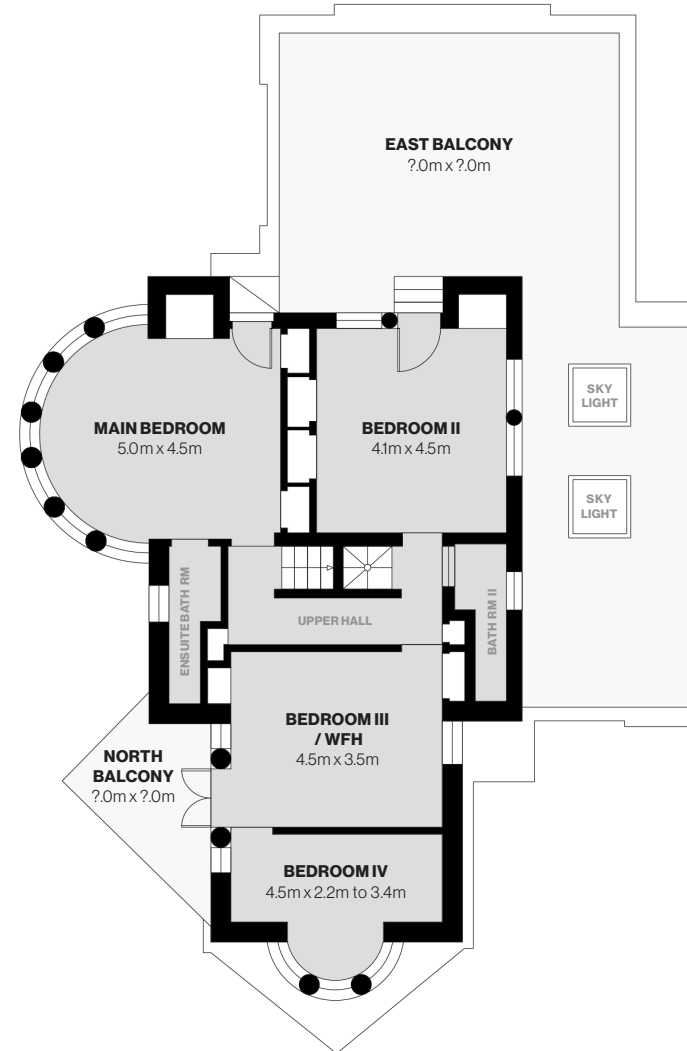 EAST BALCONY
?.0m x ?.0m
SKY
LIGHT
MAIN BEDROOM
5.0m x 4.5m
BEDROOM II
4.1m x 4.5m
SKY
LIGHT
ENSUITE BATH RM
UPPER HALL
BATH RM II
BEDROOM III
/ WFH
4.5m x 3.5m
NORTH
BALCONY
?.0m x ?.0m
BEDROOM IV
4.5m x 2.2m to 3.4m